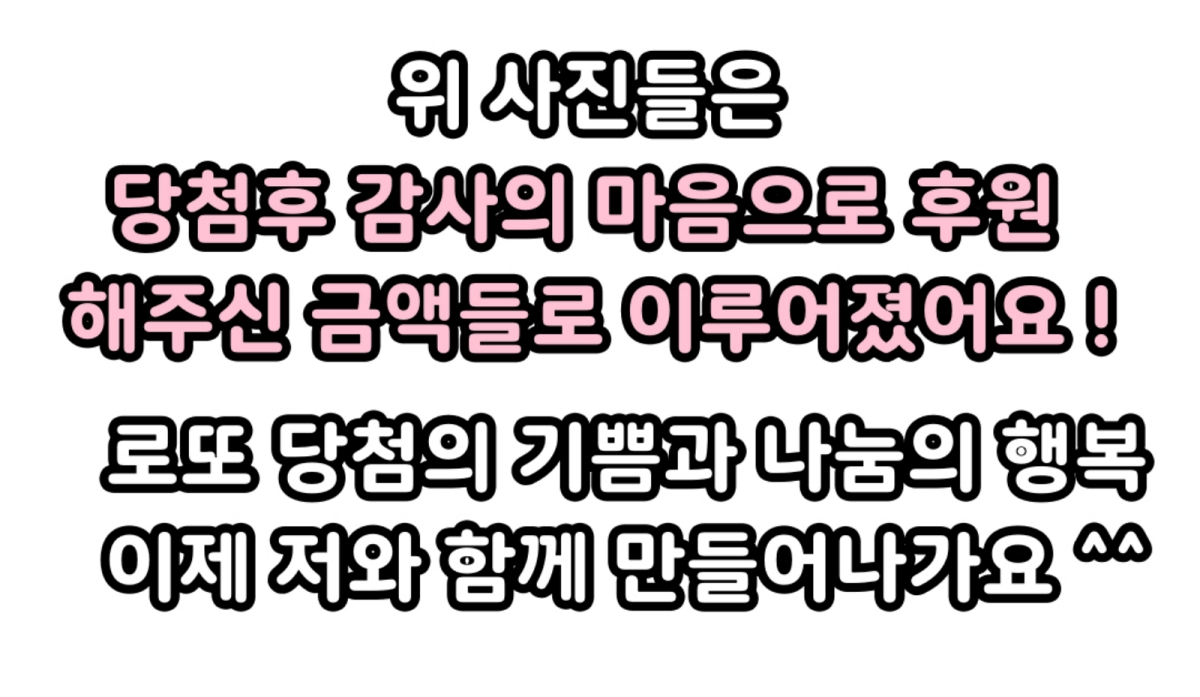 위 사진들은
당첨후 감사의 마음으로 후원
해주신 금액들로 이루어졌어요 !
로또 당첨의 기쁨과 나눔의 행복
이제 저와 함께 만들어나가요 ^^